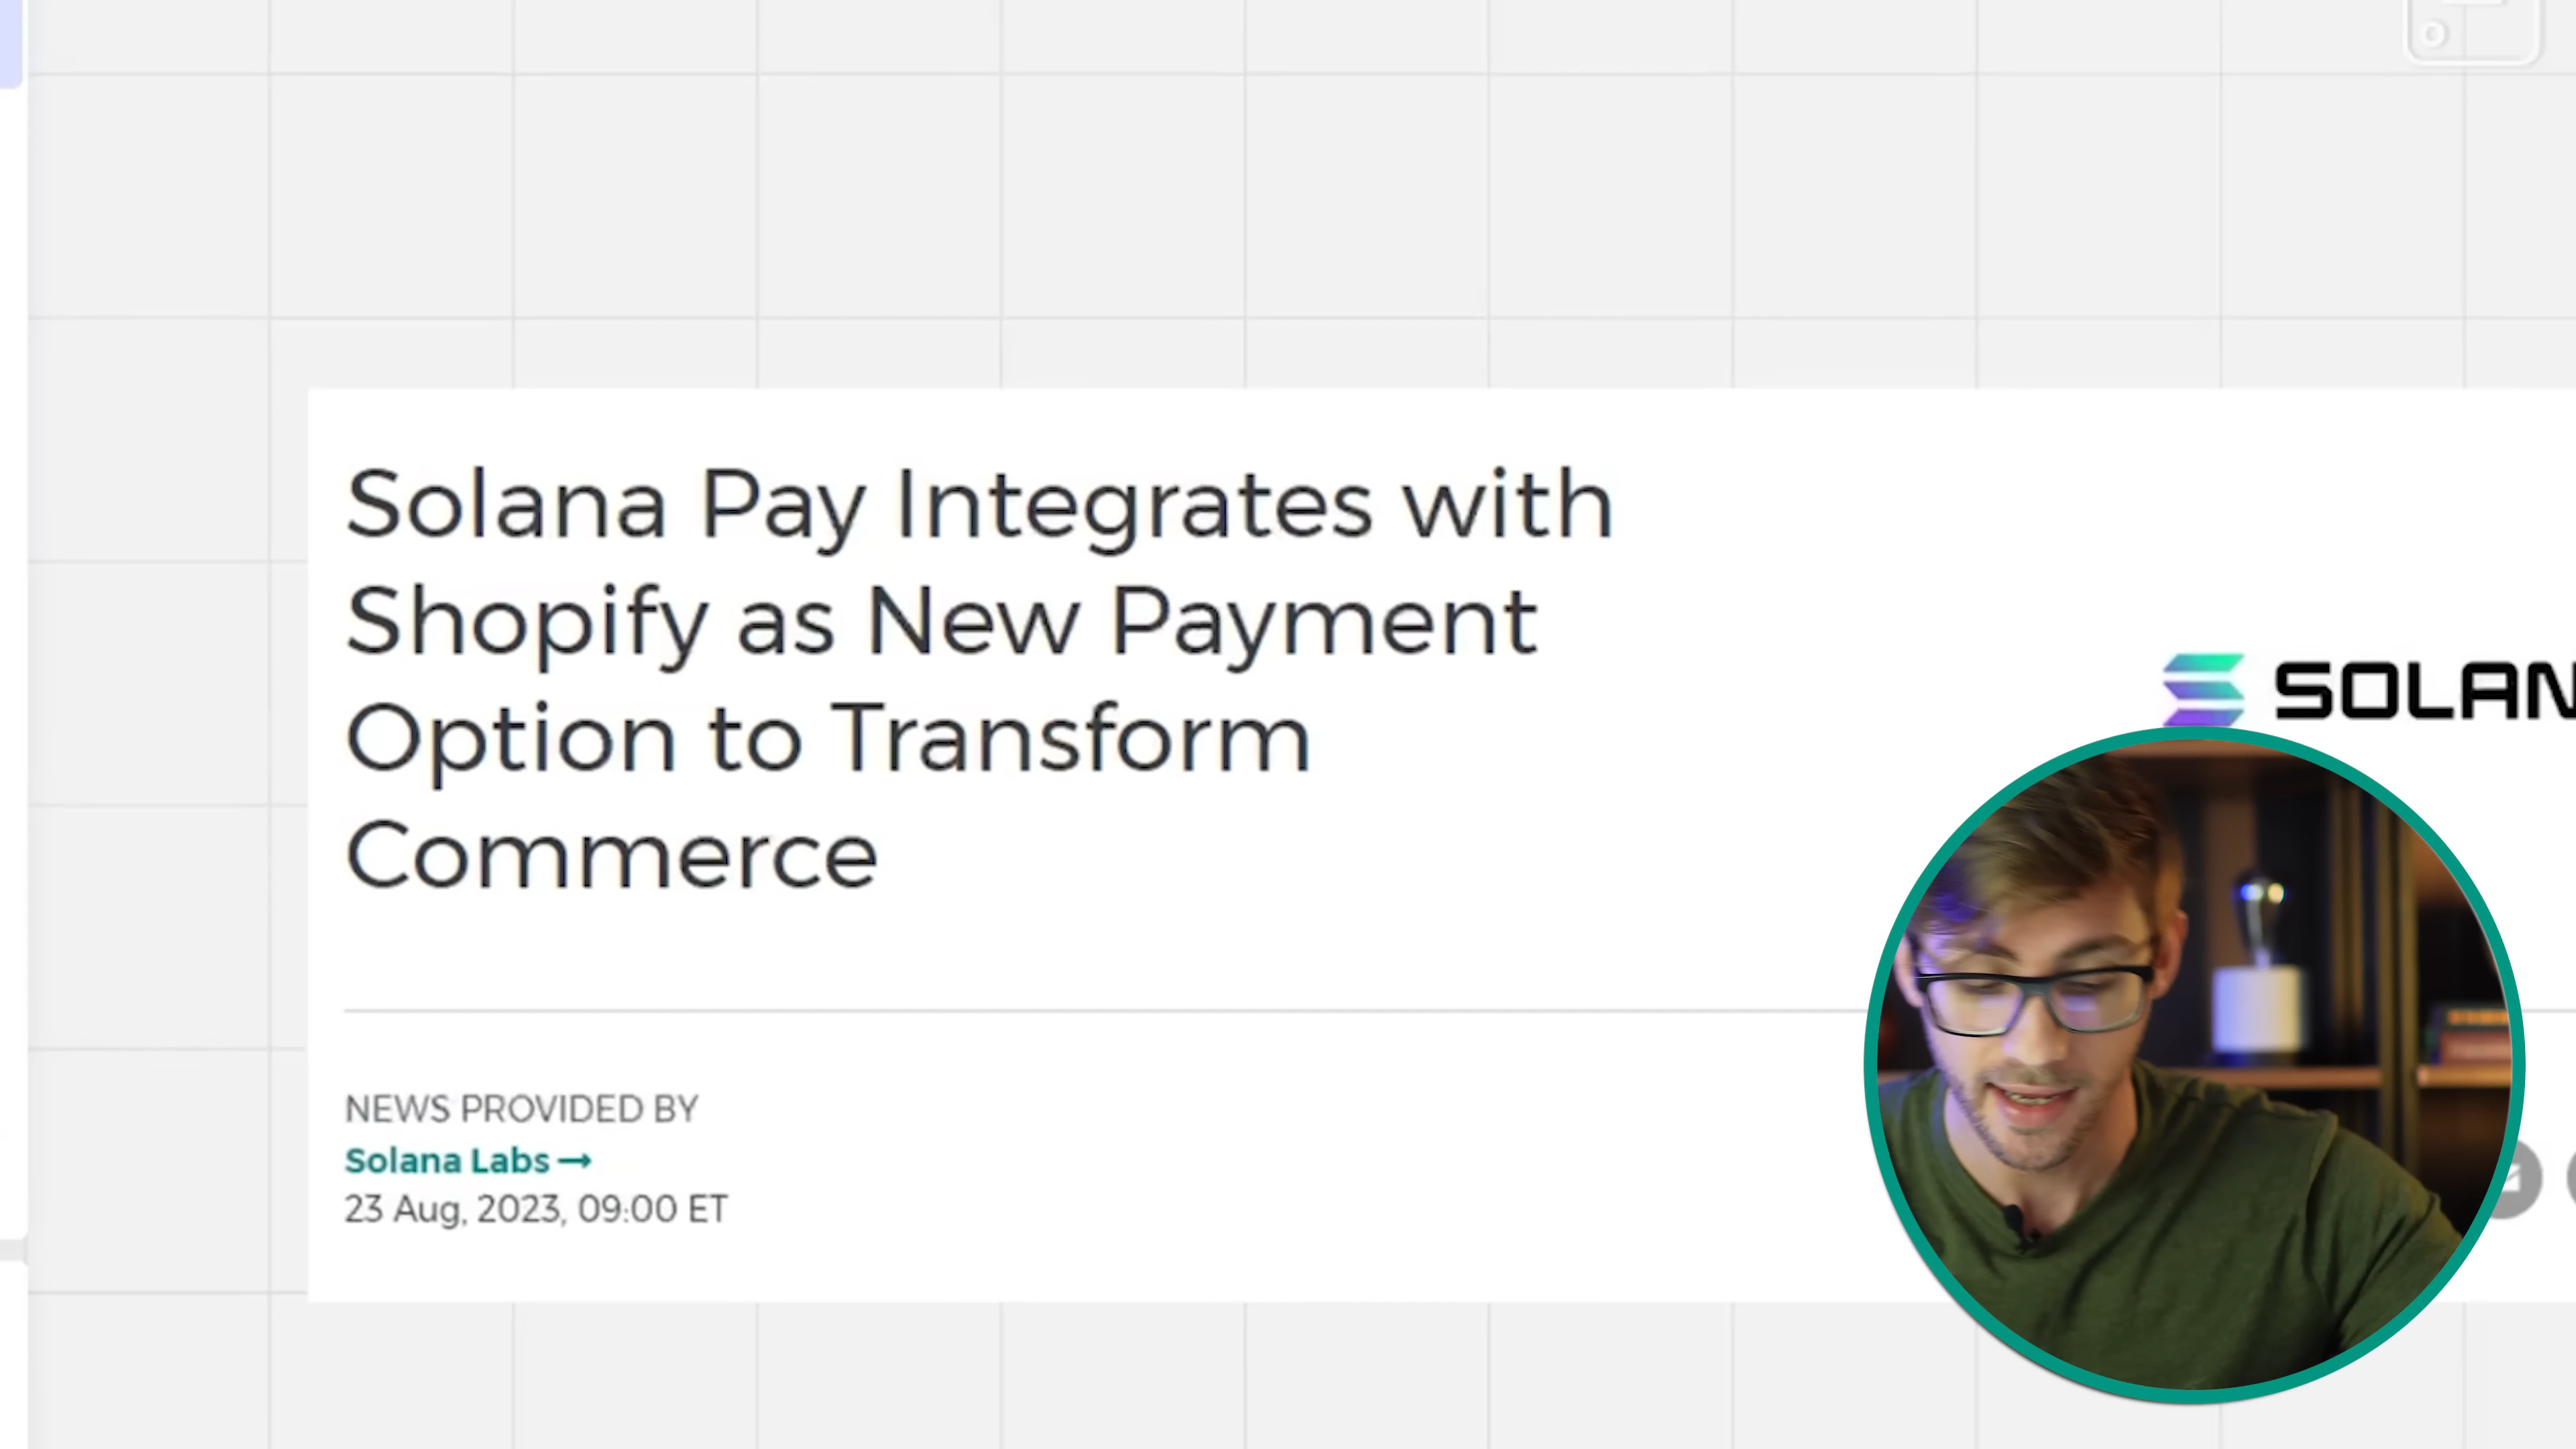 Solana Pay Integrates with
Shopify as New Payment
Option to Transform
Commerce
SOLAN
NEWS PROVIDED BY
Solana Labs →
23 Aug, 2023, 09:00 ET